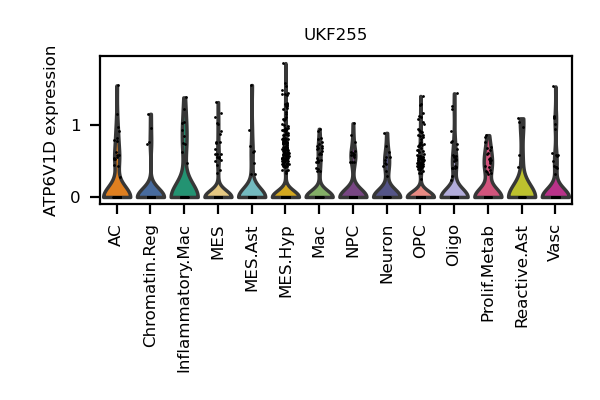 UKF255
ATP6V1D expression
1
0
AC
Chromatin.Reg
Inflammatory.Mac
MES
MES.Ast
MES.Hyp
Mac
NPC
Neuron
OPC
Oligo
Prolif.Metab
Reactive.Ast
Vasc